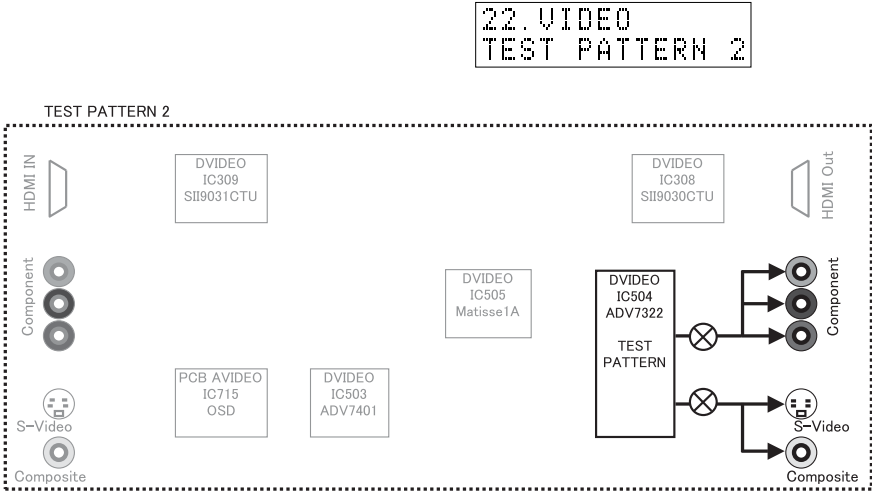 22.VIDEO
TEST PATTERN 2
TEST PATTERN 2
HDMI IN
DVIDEO
IC309
SII9031CTU
DVIDEO
IC308
SII9030CTU
HDMI Out
Component
DVIDEO
IC505
Matisse1A
DVIDEO
IC504
ADV7322
TEST
PATTERN
Component
PCB AVIDEO
IC715
OSD
DVIDEO
IC503
ADV7401
S-Video
Composite
S-Video
Composite